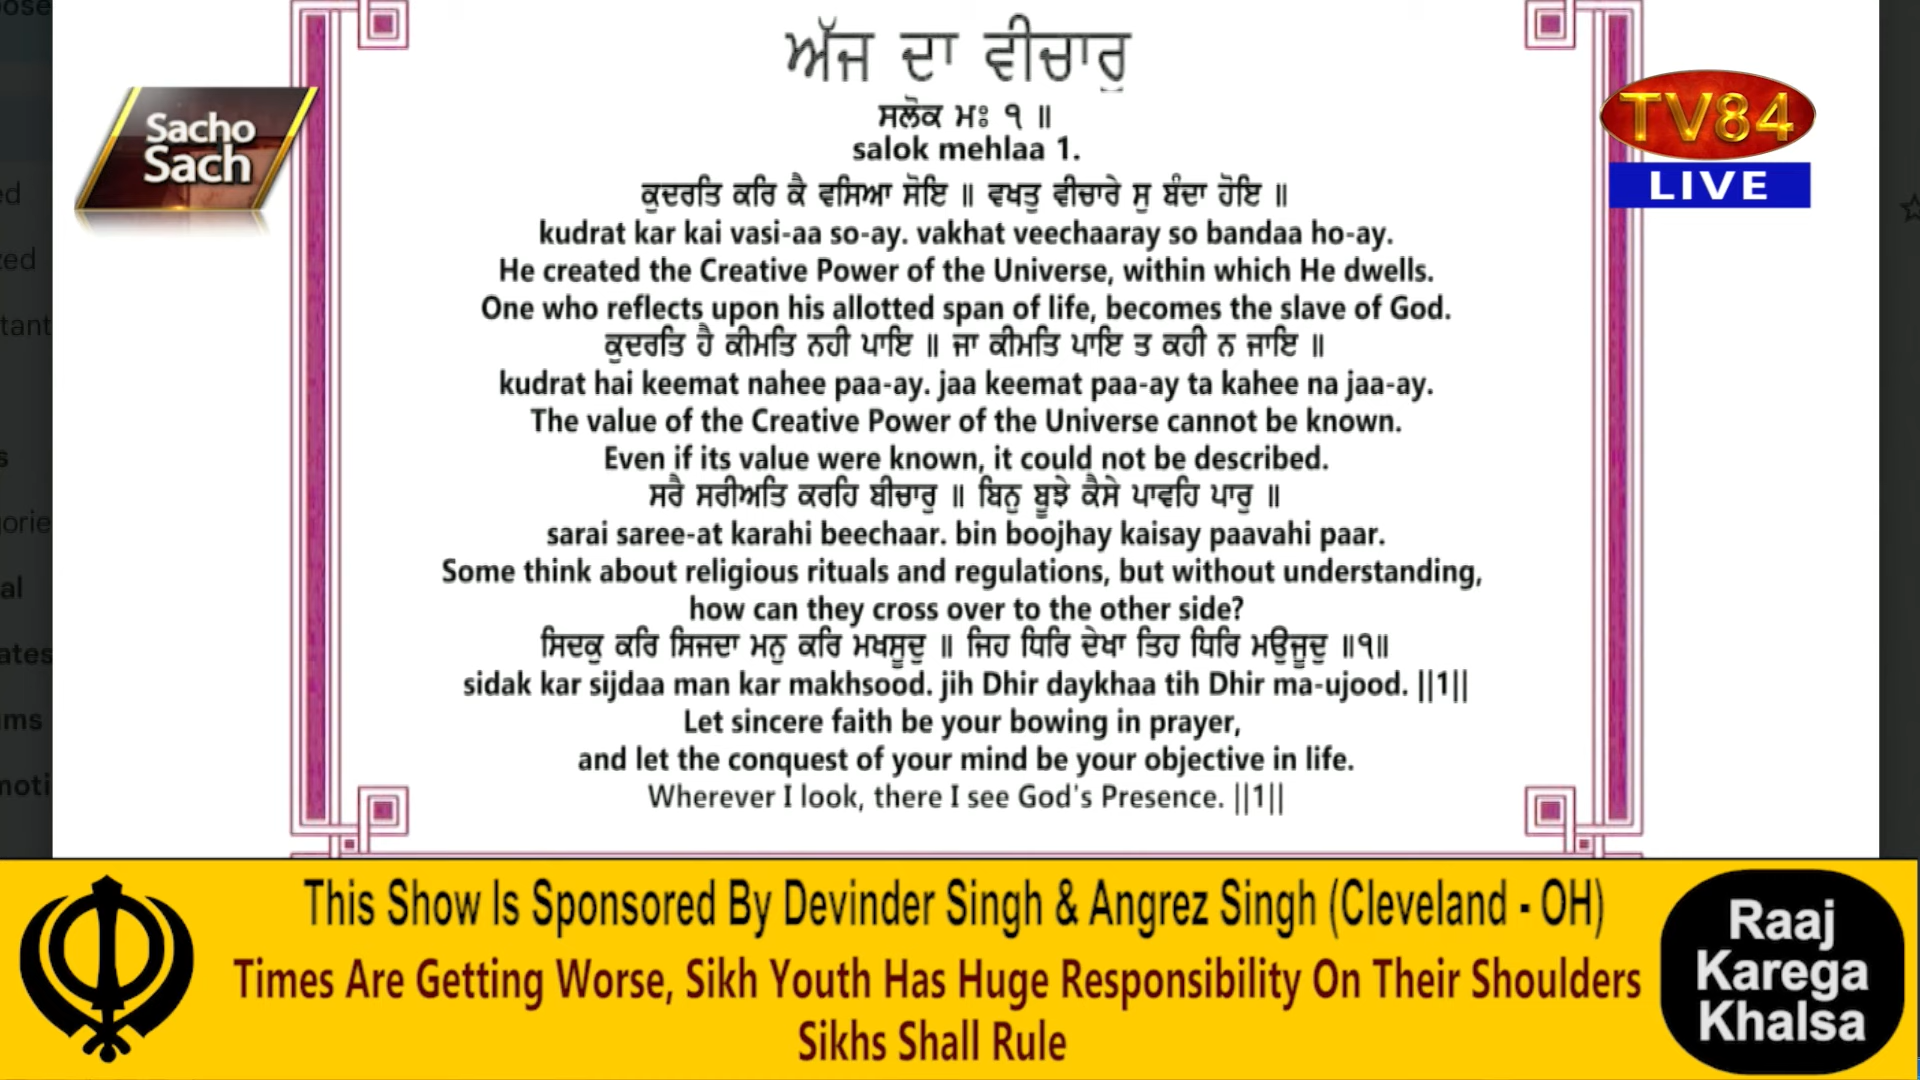 ਅੱਜ ਦਾ ਵੀਚਾਰੁ
Sacho
Sach
TV84
LIVE
ਸਲੋਕ ਮਃ ੧ ॥
salok mehlaa 1.
ਕੁਦਰਤਿ ਕਰਿ ਕੈ ਵਸਿਆ ਸੋਇ ॥ ਵਖਤੁ ਵੀਚਾਰੇ ਸੁ ਬੰਦਾ ਹੋਇ ॥
kudrat kar kai vasi-aa so-ay. vakhat veechaaray so bandaa ho-ay.
He created the Creative Power of the Universe, within which He dwells.
One who reflects upon his allotted span of life, becomes the slave of God.
ਕੁਦਰਤਿ ਹੈ ਕੀਮਤਿ ਨਹੀ ਪਾਇ ॥ ਜਾ ਕੀਮਤਿ ਪਾਇ ਤ ਕਹੀ ਨ ਜਾਇ ॥
kudrat hai keemat nahee paa-ay. jaa keemat paa-ay ta kahee na jaa-ay.
The value of the Creative Power of the Universe cannot be known.
Even if its value were known, it could not be described.
ਸਰੈ ਸਰੀਅਤਿ ਕਰਹਿ ਬੀਚਾਰੁ ॥ ਬਿਨੁ ਬੂਝੇ ਕੈਸੇ ਪਾਵਹਿ ਪਾਰੁ ॥
sarai saree-at karahi beechaar. bin boojhay kaisay paavahi paar.
Some think about religious rituals and regulations, but without understanding,
how can they cross over to the other side?
ਸਿਦਕੁ ਕਰਿ ਸਿਜਦਾ ਮਨੁ ਕਰਿ ਮਖਸੂਦੁ ॥ ਜਿਹ ਧਿਰਿ ਦੇਖਾ ਤਿਹ ਧਿਰਿ ਮਉਜੂਦੁ ॥੧॥
sidak kar sijdaa man kar makhsood. jih Dhir daykhaa tih Dhir ma-ujood. ||1||
Let sincere faith be your bowing in prayer,
and let the conquest of your mind be your objective in life.
Wherever I look, there I see God's Presence. ||1||
This Show Is Sponsored By Devinder Singh & Angrez Singh (Cleveland - OH)
Times Are Getting Worse, Sikh Youth Has Huge Responsibility On Their Shoulders
Sikhs Shall Rule
Raaj
Karega
Khalsa